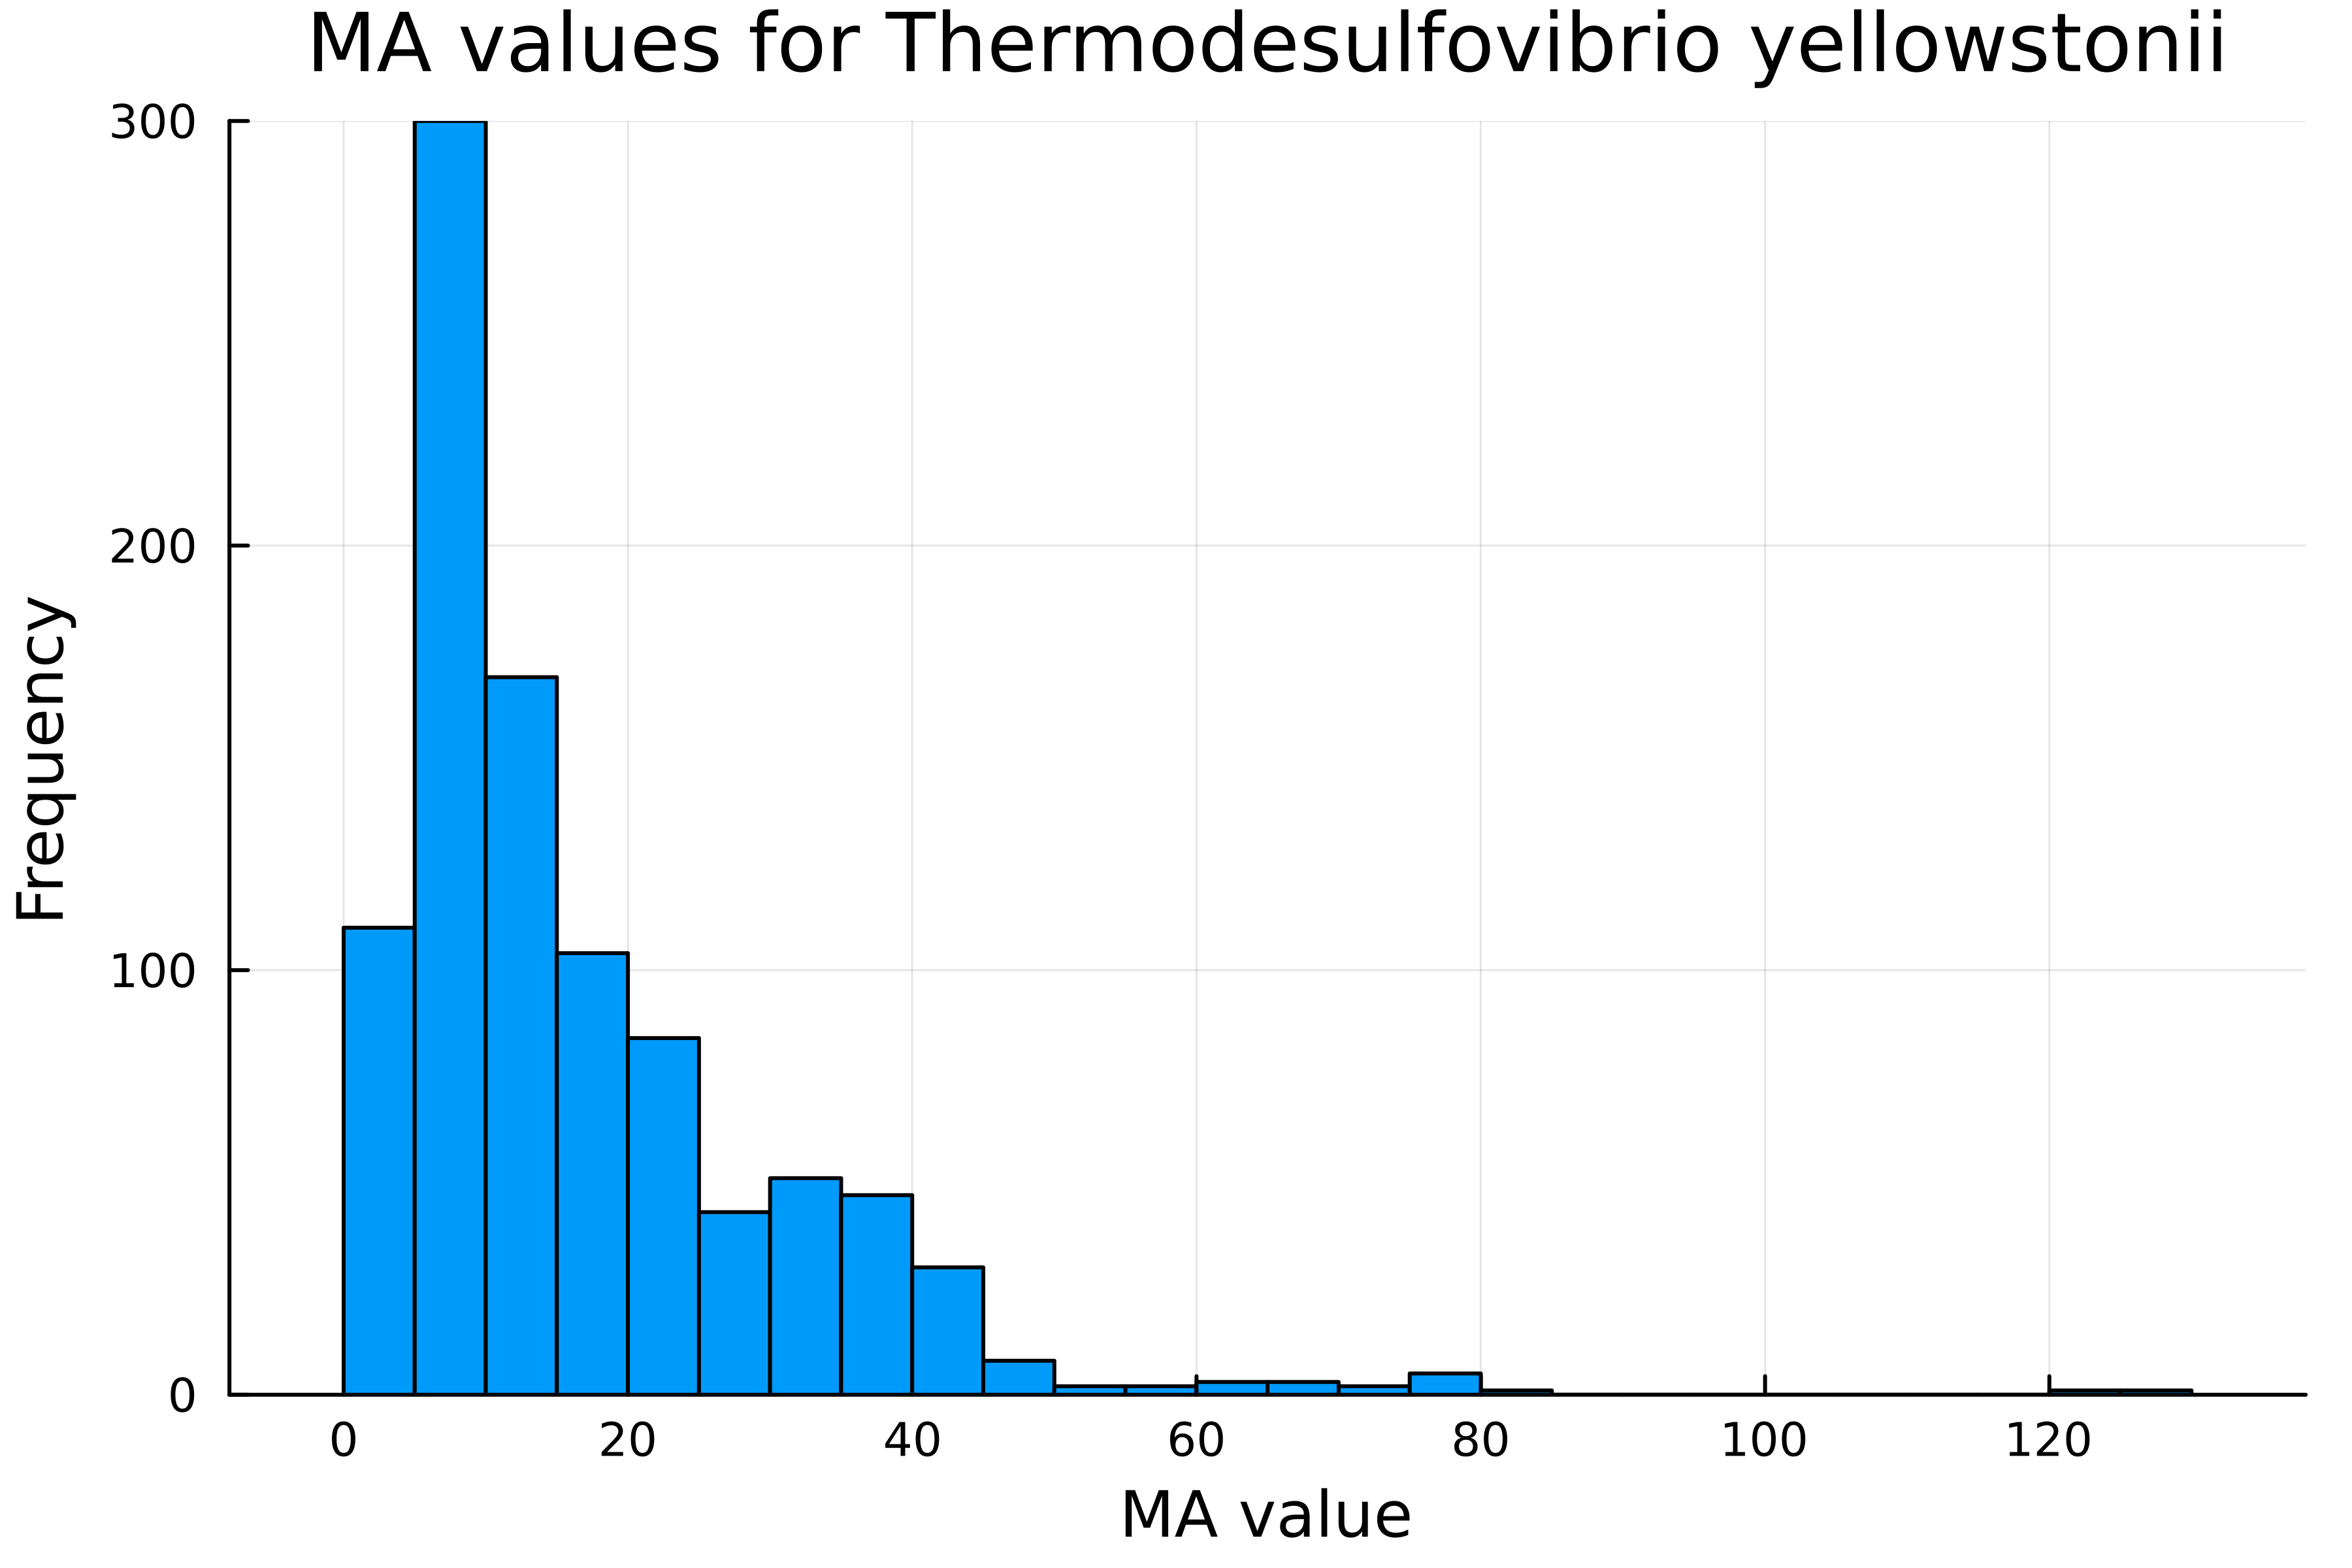 MA values for Thermodesulfovibrio yellowstonii
300
200
100
0
Frequency
0 20 40 60 80 100 120
MA value